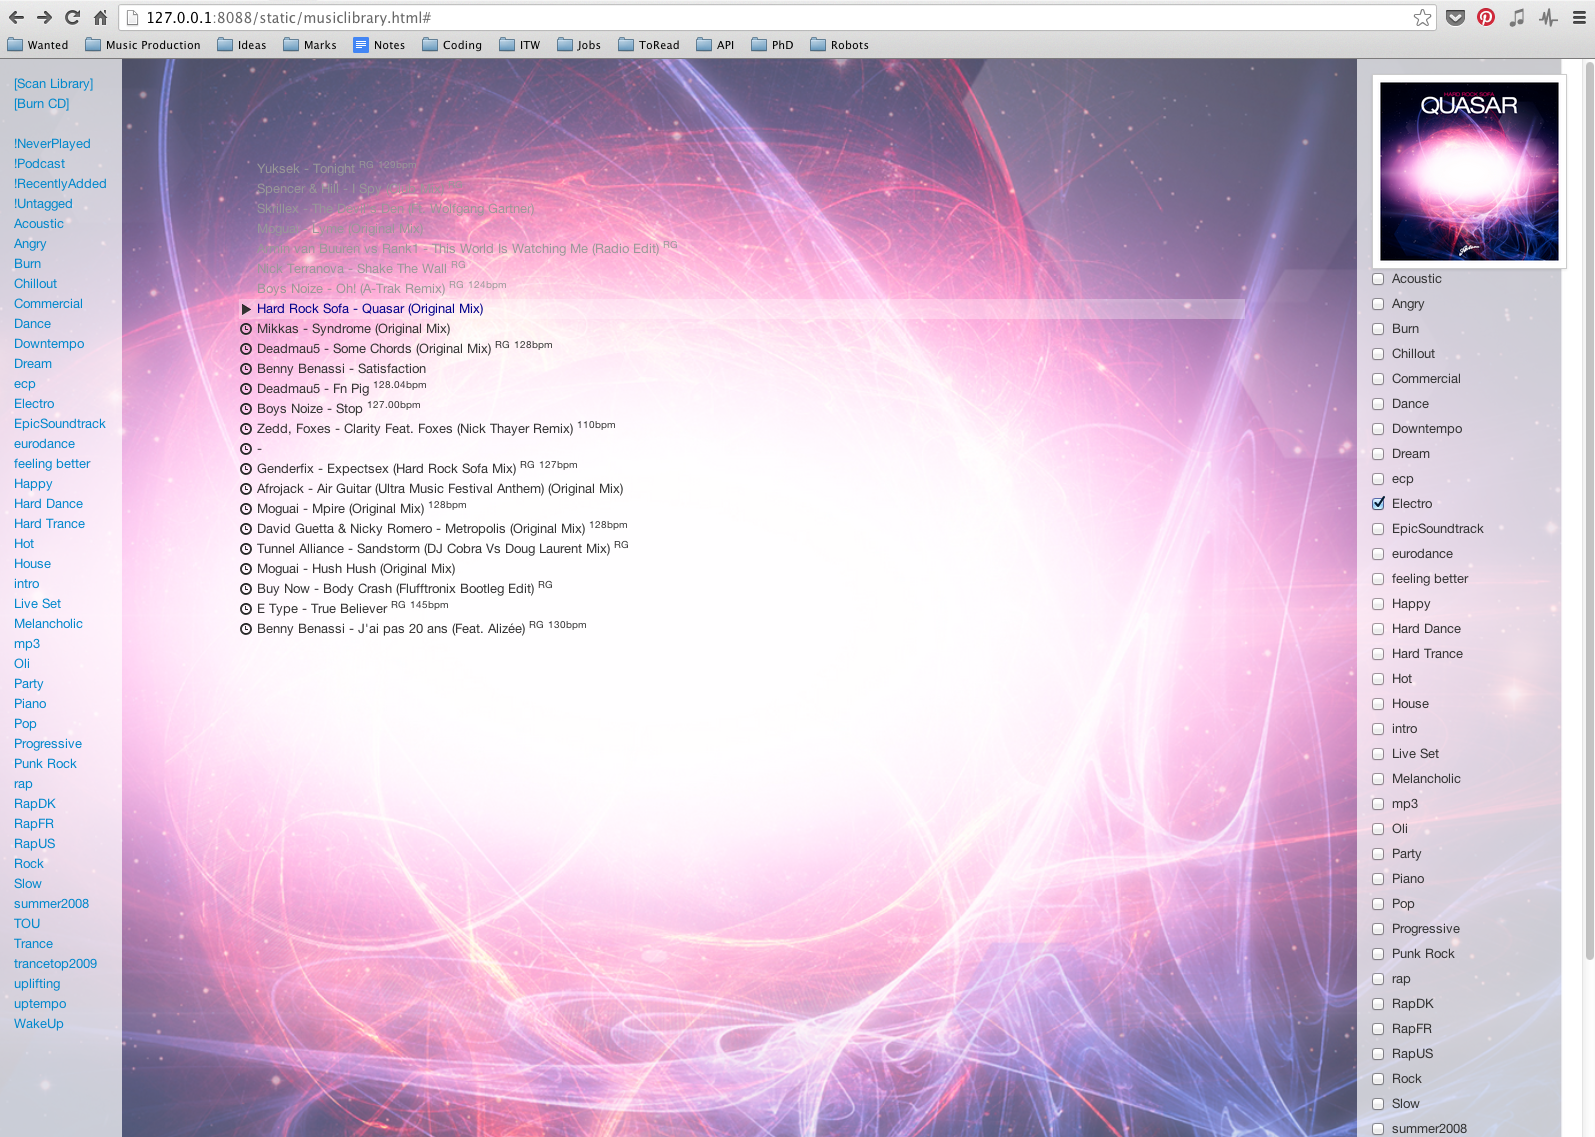 127.0.0.1:8088/static/musiclibrary.html#
Wanted Music Production Ideas Marks Notes Coding ITW Jobs ToRead API PhD Robots
[Scan Library]
[Burn CD]
!NeverPlayed
!Podcast
!RecentlyAdded
!Untagged
Acoustic
Angry
Burn
Chillout
Commercial
Dance
Downtempo
Dream
ecp
Electro
EpicSoundtrack
eurodance
feeling better
Happy
Hard Dance
Hard Trance
Hot
House
intro
Live Set
Melancholic
mp3
Oli
Party
Piano
Pop
Progressive
Punk Rock
rap
RapDK
RapFR
RapUS
Rock
Slow
summer2008
TOU
Trance
trancetop2009
uplifting
uptempo
WakeUp
Yuksek - Tonight RG 129bpm
Spencer & Hill - I Spy
Skrillex - The Wolfgang Gartner)
Moguai -
van Buuren vs Rank1 - This World Is Watching Me (Radio Edit) RG
Nick Terranova - Shake The Wall RG
Boys Noize - Oh! (A-Trak Remix) RG 124bpm
Hard Rock Sofa - Quasar (Original Mix)
Mikkas - Syndrome (Original Mix)
Deadmau5 - Some Chords (Original Mix) RG 128bpm
Benny Benassi - Satisfaction
Deadmau5 - Fn Pig 128.04bpm
Boys Noize - Stop 127.00bpm
Zedd, Foxes - Clarity Feat. Foxes (Nick Thayer Remix) 110bpm
-
Genderfix - Expectsex (Hard Rock Sofa Mix) RG 127bpm
Afrojack - Air Guitar (Ultra Music Festival Anthem) (Original Mix)
Moguai - Mpire (Original Mix) 128bpm
David Guetta & Nicky Romero - Metropolis (Original Mix) 128bpm
Tunnel Alliance - Sandstorm (DJ Cobra Vs Doug Laurent Mix) RG
Moguai - Hush Hush (Original Mix)
Buy Now - Body Crash (Flufftronix Bootleg Edit) RG
E Type - True Believer RG 145bpm
Benny Benassi - J'ai pas 20 ans (Feat. Alizée) RG 130bpm
HARD ROCK SOFA
QUASAR
Acoustic
Angry
Burn
Chillout
Commercial
Dance
Downtempo
Dream
ecp
Electro
EpicSoundtrack
eurodance
feeling better
Happy
Hard Dance
Hard Trance
Hot
House
intro
Live Set
Melancholic
mp3
Oli
Party
Piano
Pop
Progressive
Punk Rock
rap
RapDK
RapFR
RapUS
Rock
Slow
summer2008